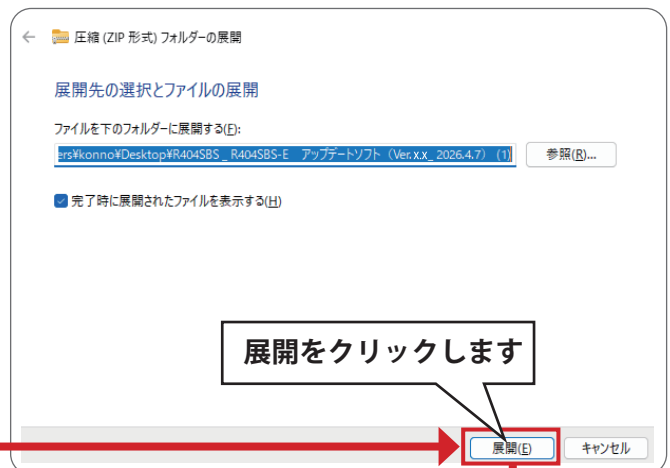 ← 圧縮 (ZIP 形式) フォルダーの展開
展開先の選択とファイルの展開
ファイルを下のフォルダーに展開する(F):
ers¥konno¥Desktop¥R404SBS _ R404SBS-E　アップデートソフト（Ver.x.x_ 2026.4.7） (1) 参照(R)...
完了時に展開されたファイルを表示する(H)
展開をクリックします
展開(E) キャンセル